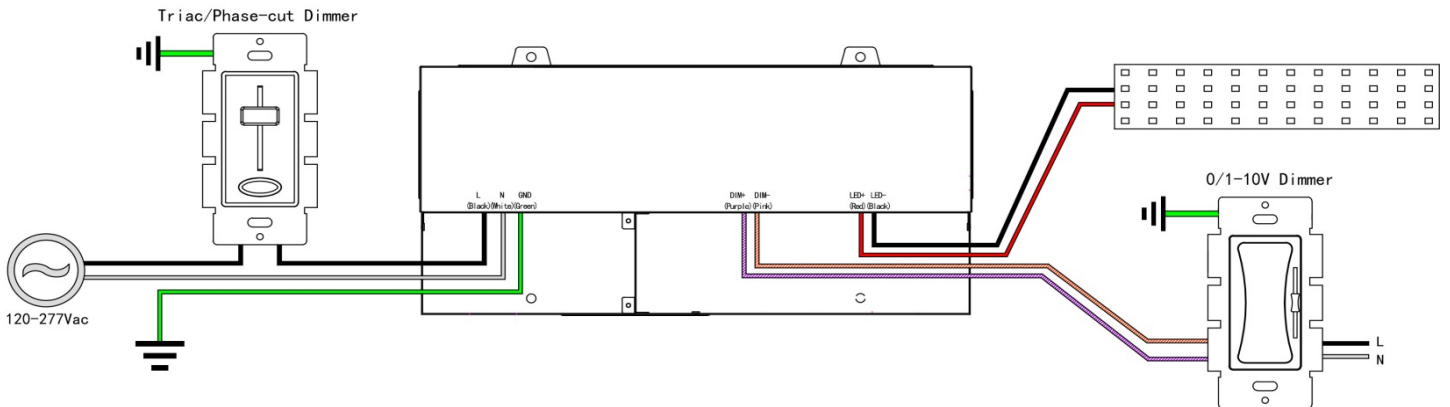 Triac/Phase-cut Dimmer
L N GND
(Black)(White)(Green)
DIM+ DIM-
(Purple)(Pink)
LED+ LED-
(Red)(Black)
0/1-10V Dimmer
120-277Vac
L
N